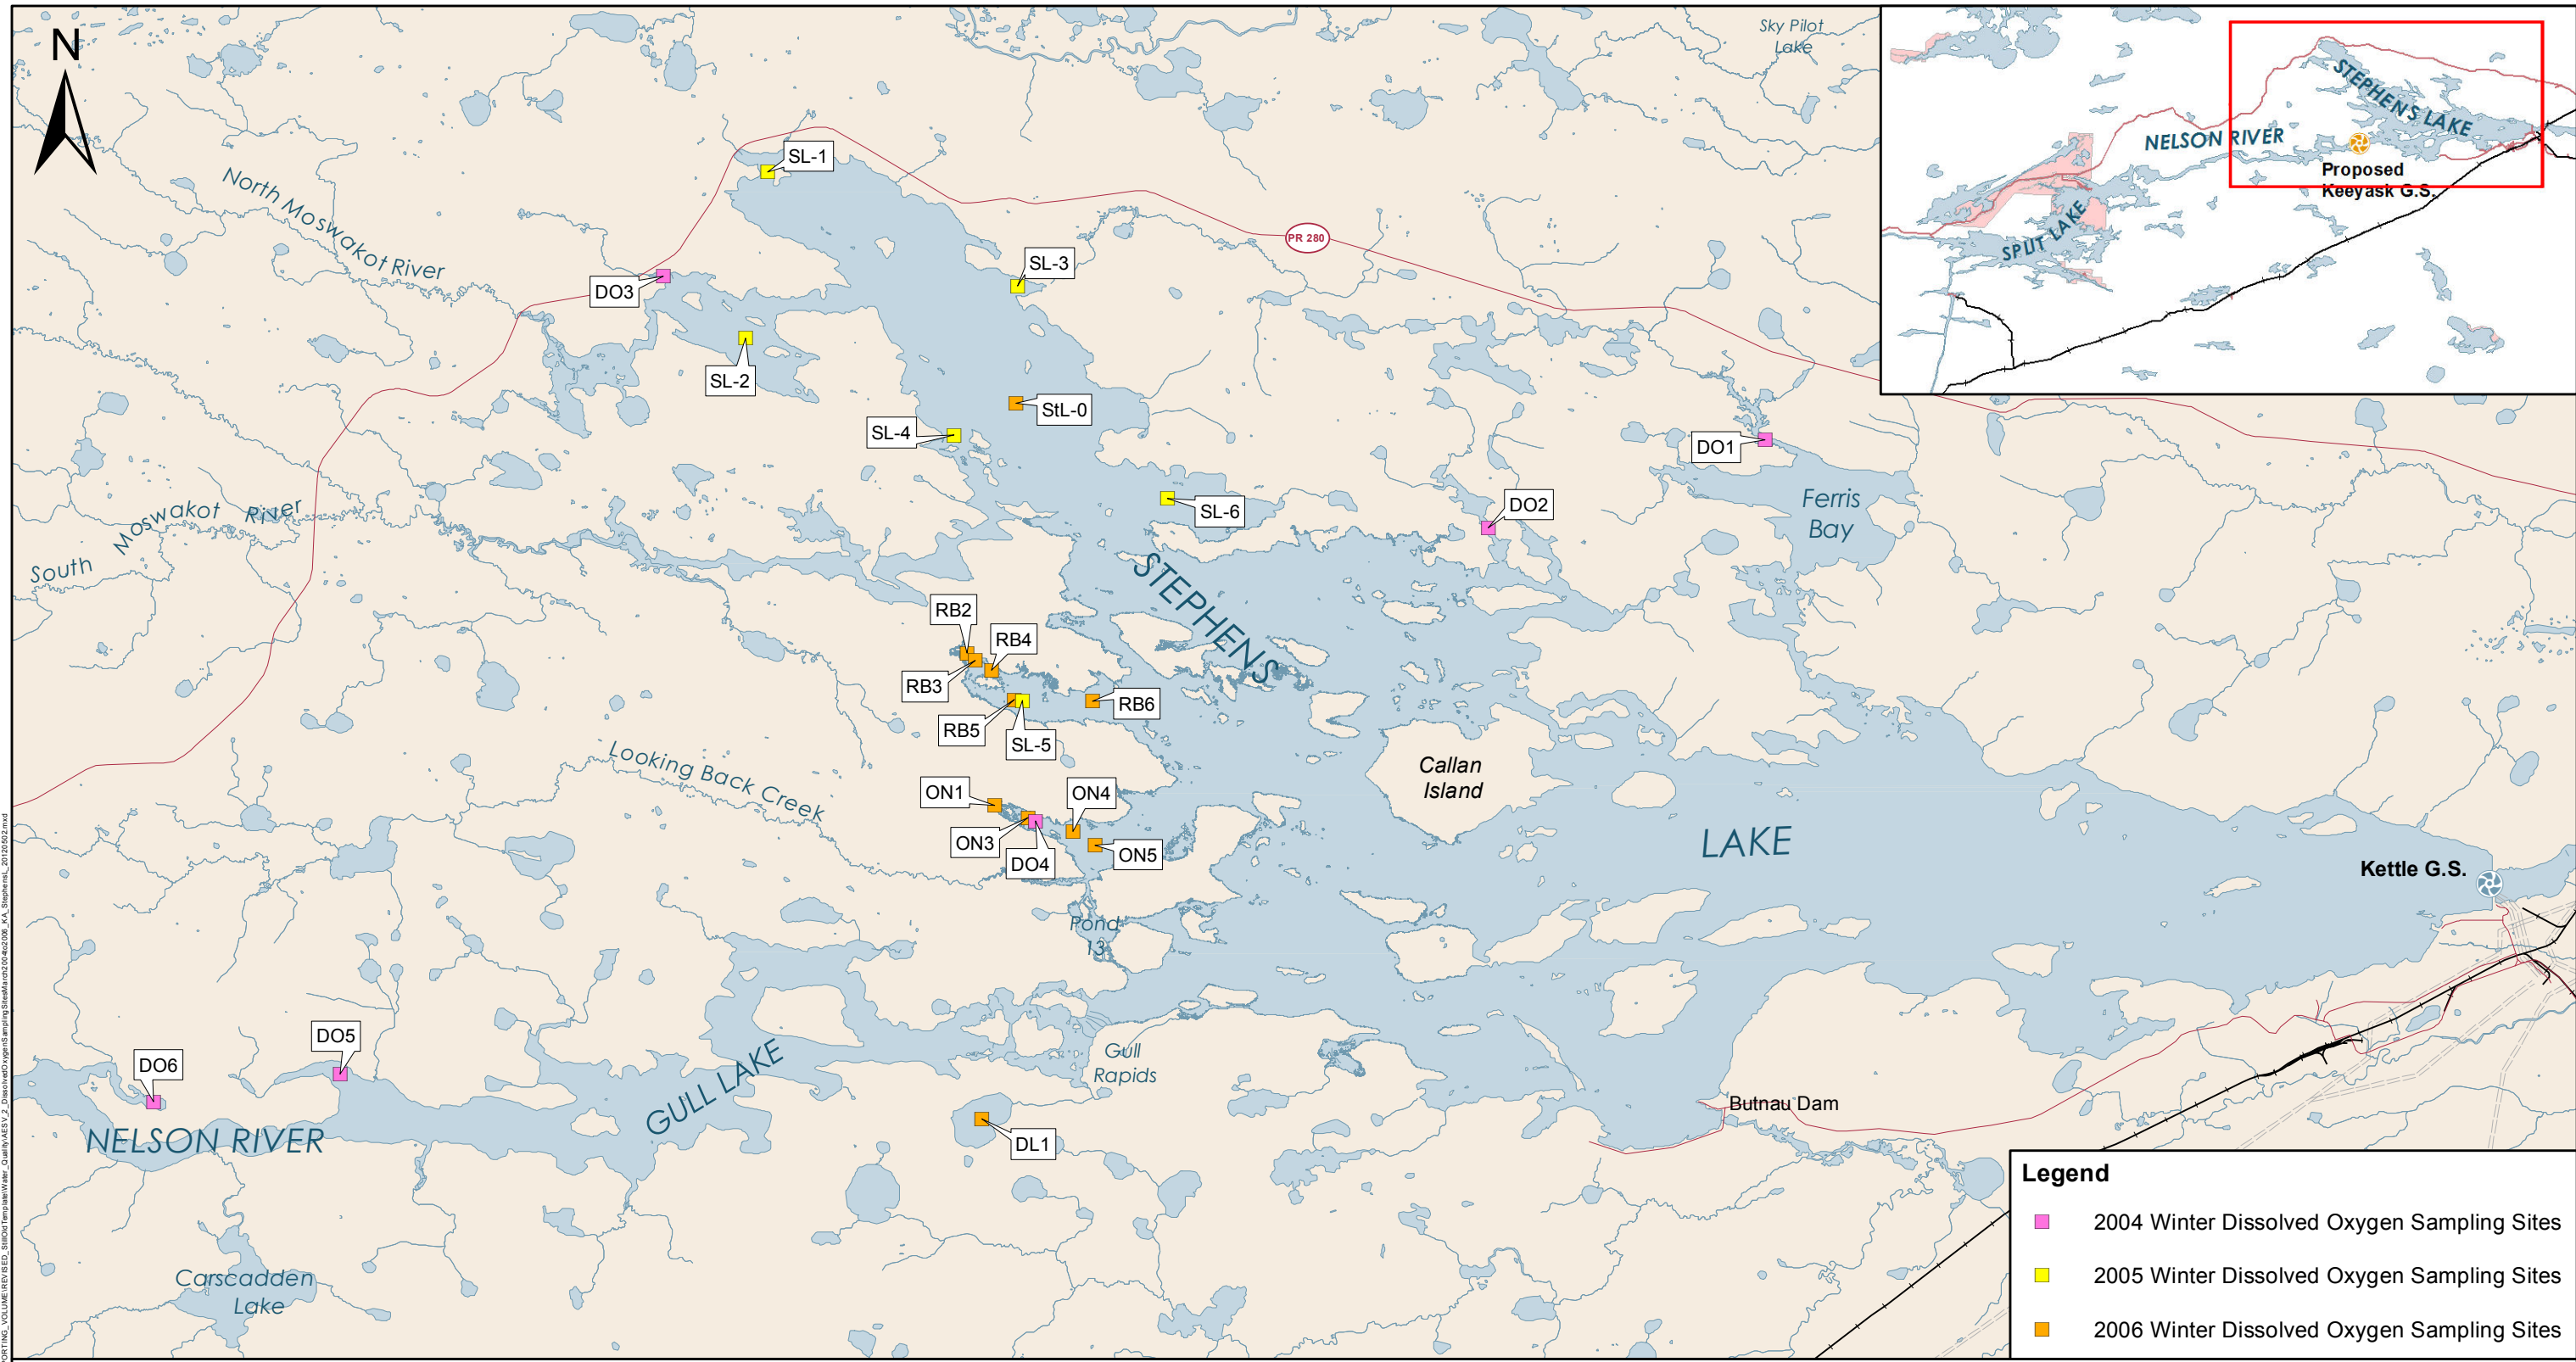 N
Sky Pilot
Lake
STEPHENS LAKE
NELSON RIVER
Proposed
Keeyask G.S.
SPLIT LAKE
SL-1
North Moswakot River
PR 280
SL-3
DO3
SL-2
StL-0
SL-4
DO1
SL-6
DO2
Ferris
Bay
South Moswakot River
STEPHENS
RB2
RB4
RB3
RB6
RB5
SL-5
Looking Back Creek
Callan
Island
ON1
ON4
ON3
DO4
ON5
LAKE
Kettle G.S.
Pond
13
DO5
DO6
Gull
Rapids
GULL LAKE
NELSON RIVER
DL1
Butnau Dam
Carscadden
Lake
Legend
2004 Winter Dissolved Oxygen Sampling Sites
2005 Winter Dissolved Oxygen Sampling Sites
2006 Winter Dissolved Oxygen Sampling Sites